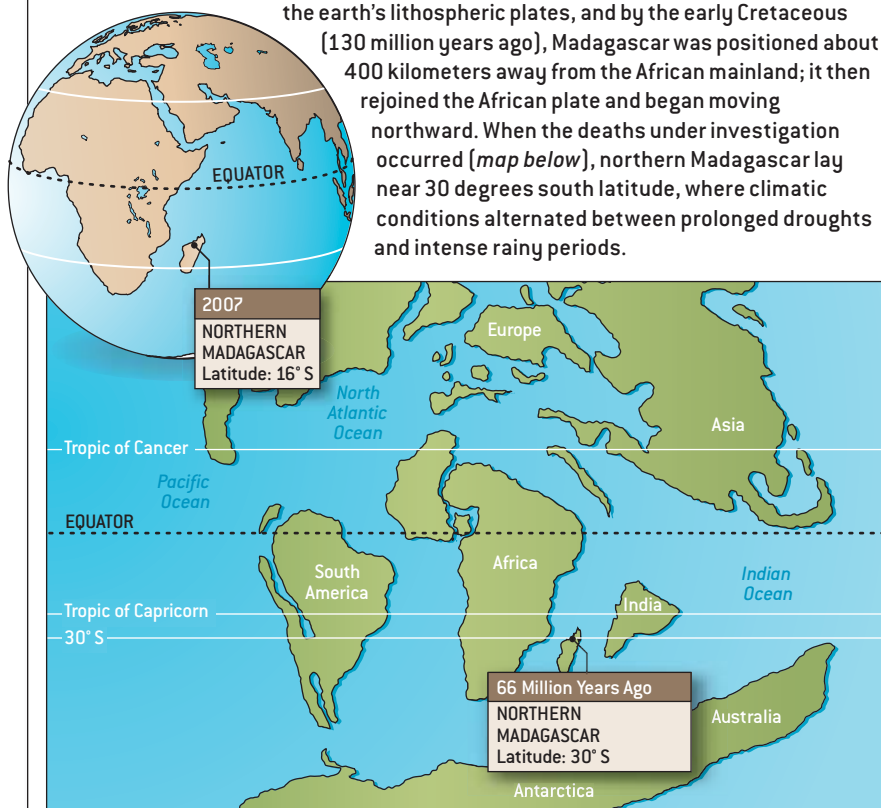 the earth's lithospheric plates, and by the early Cretaceous
(130 million years ago), Madagascar was positioned about
400 kilometers away from the African mainland; it then
rejoined the African plate and began moving
northward. When the deaths under investigation
occurred (map below), northern Madagascar lay
near 30 degrees south latitude, where climatic
conditions alternated between prolonged droughts
and intense rainy periods.
EQUATOR
2007
NORTHERN
MADAGASCAR
Latitude: 16° S
Europe
North
Atlantic
Ocean
Asia
Tropic of Cancer
Pacific
Ocean
EQUATOR
South
America
Africa
Indian
Ocean
India
Tropic of Capricorn
30° S
66 Million Years Ago
NORTHERN
MADAGASCAR
Latitude: 30° S
Australia
Antarctica